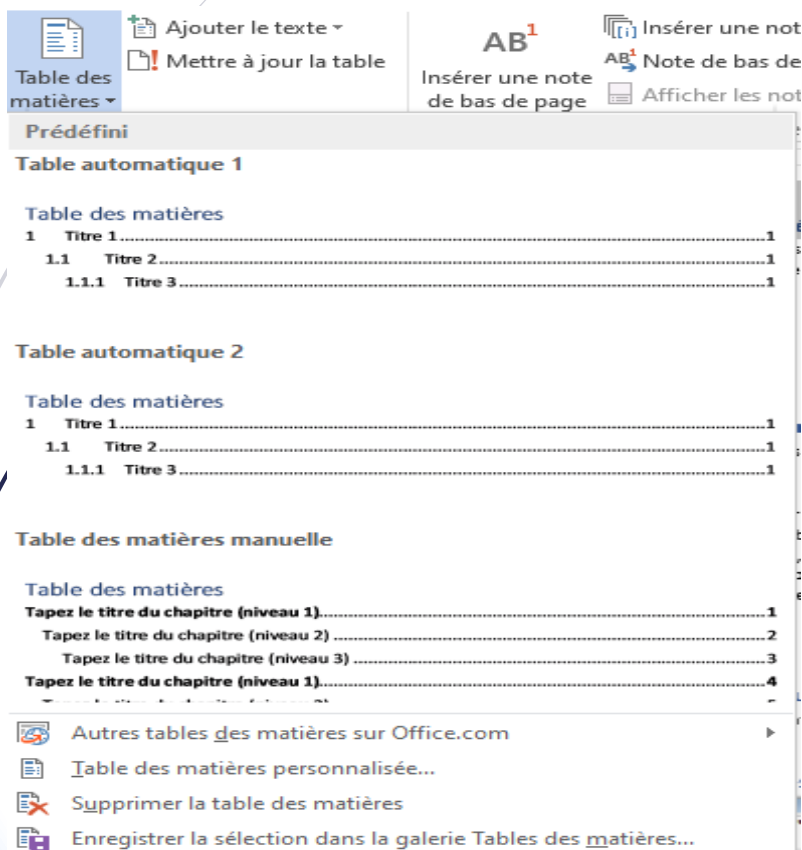 Ajouter le texte
Mettre à jour la table
Table des
matières
AB1
Insérer une note
de bas de page
Insérer une not
AB1 Note de bas de
Afficher les not
Prédéfini
Table automatique 1
Table des matières
1 Titre 1...1
1.1 Titre 2...1
1.1.1 Titre 3...1
Table automatique 2
Table des matières
1 Titre 1...1
1.1 Titre 2...1
1.1.1 Titre 3...1
Table des matières manuelle
Table des matières
Tapez le titre du chapitre (niveau 1)...1
Tapez le titre du chapitre (niveau 2)...2
Tapez le titre du chapitre (niveau 3)...3
Tapez le titre du chapitre (niveau 1)...4
Autres tables des matières sur Office.com
Table des matières personnalisée...
Supprimer la table des matières
Enregistrer la sélection dans la galerie Tables des matières...